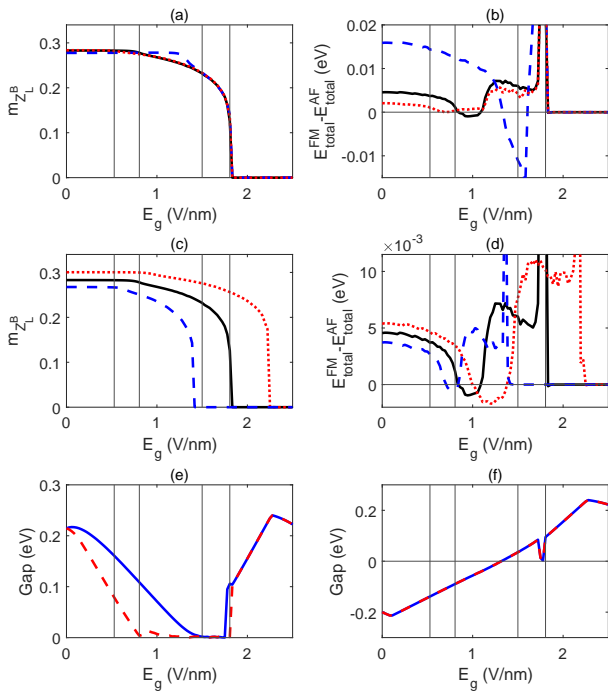 (a)
0.3
0.2
0.1
0
m_{Z_L^B}
0 1 2
E_g (V/nm)
(b)
0.02
0.01
0
-0.01
E_{total}^{FM}-E_{total}^{AF} (eV)
0 1 2
E_g (V/nm)
(c)
0.3
0.2
0.1
0
m_{Z_L^B}
0 1 2
E_g (V/nm)
(d)
×10^{-3}
10
5
0
E_{total}^{FM}-E_{total}^{AF} (eV)
0 1 2
E_g (V/nm)
(e)
0.3
0.2
0.1
0
Gap (eV)
0 1 2
E_g (V/nm)
(f)
0.2
0
-0.2
Gap (eV)
0 1 2
E_g (V/nm)